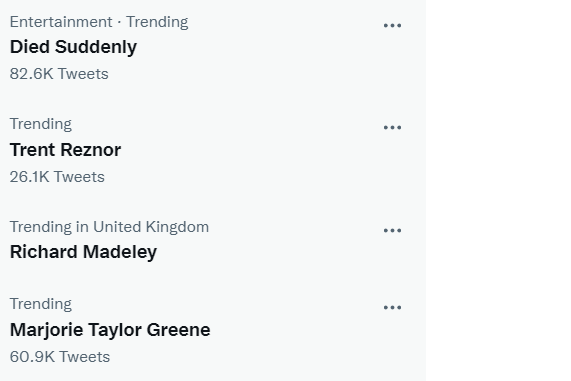 Entertainment · Trending
Died Suddenly
82.6K Tweets
Trending
Trent Reznor
26.1K Tweets
Trending in United Kingdom
Richard Madeley
Trending
Marjorie Taylor Greene
60.9K Tweets